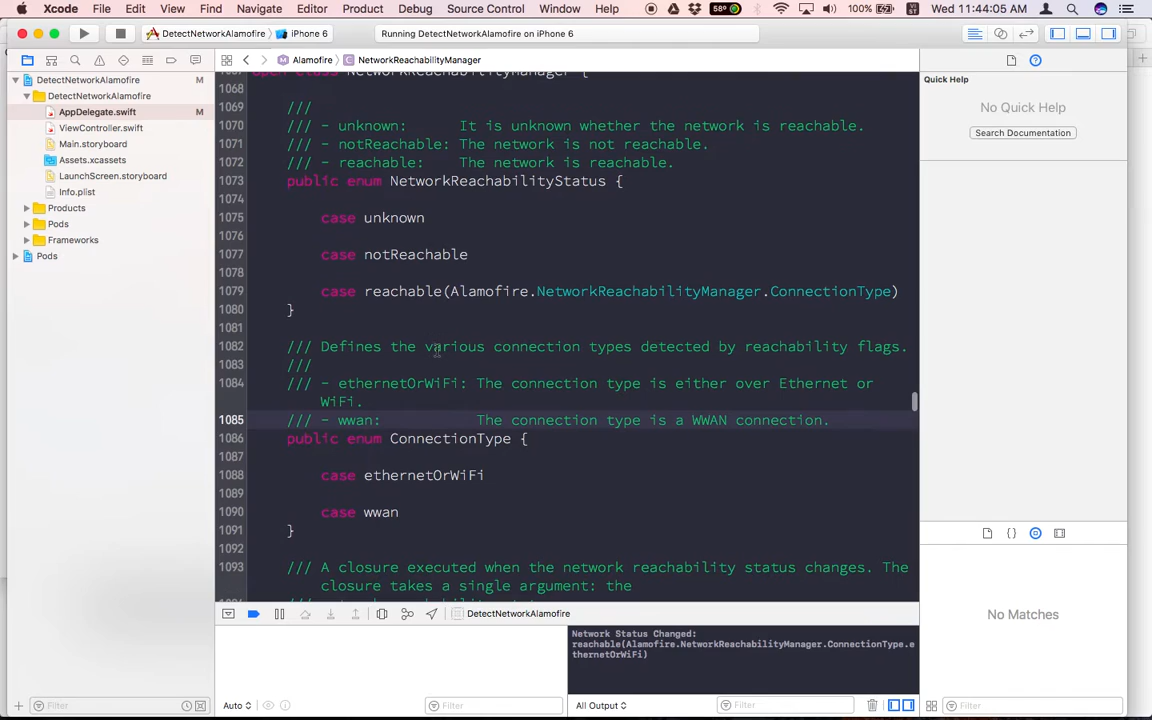 Xcode File Edit View Find Navigate Editor Product Debug Source Control Window Help 58° 100% Wed 11:44:05 AM
DetectNetworkAlamofire iPhone 6 Running DetectNetworkAlamofire on iPhone 6
Alamofire NetworkReachabilityManager
DetectNetworkAlamofire M
DetectNetworkAlamofire
AppDelegate.swift M
ViewController.swift
Main.storyboard
Assets.xcassets
LaunchScreen.storyboard
Info.plist
Products
Pods
Frameworks
Pods
open class NetworkReachabilityManager {
1068
1069 ///
1070 /// - unknown: It is unknown whether the network is reachable.
1071 /// - notReachable: The network is not reachable.
1072 /// - reachable: The network is reachable.
1073 public enum NetworkReachabilityStatus {
1074
1075 case unknown
1076
1077 case notReachable
1078
1079 case reachable(Alamofire.NetworkReachabilityManager.ConnectionType)
1080 }
1081
1082 /// Defines the various connection types detected by reachability flags.
1083 ///
1084 /// - ethernetOrWiFi: The connection type is either over Ethernet or
WiFi.
1085 /// - wwan: The connection type is a WWAN connection.
1086 public enum ConnectionType {
1087
1088 case ethernetOrWiFi
1089
1090 case wwan
1091 }
1092
1093 /// A closure executed when the network reachability status changes. The
closure takes a single argument: the
Quick Help
No Quick Help
Search Documentation
No Matches
DetectNetworkAlamofire
Network Status Changed:
reachable(Alamofire.NetworkReachabilityManager.ConnectionType.e
thernetOrWiFi)
Filter Auto Filter All Output Filter Filter